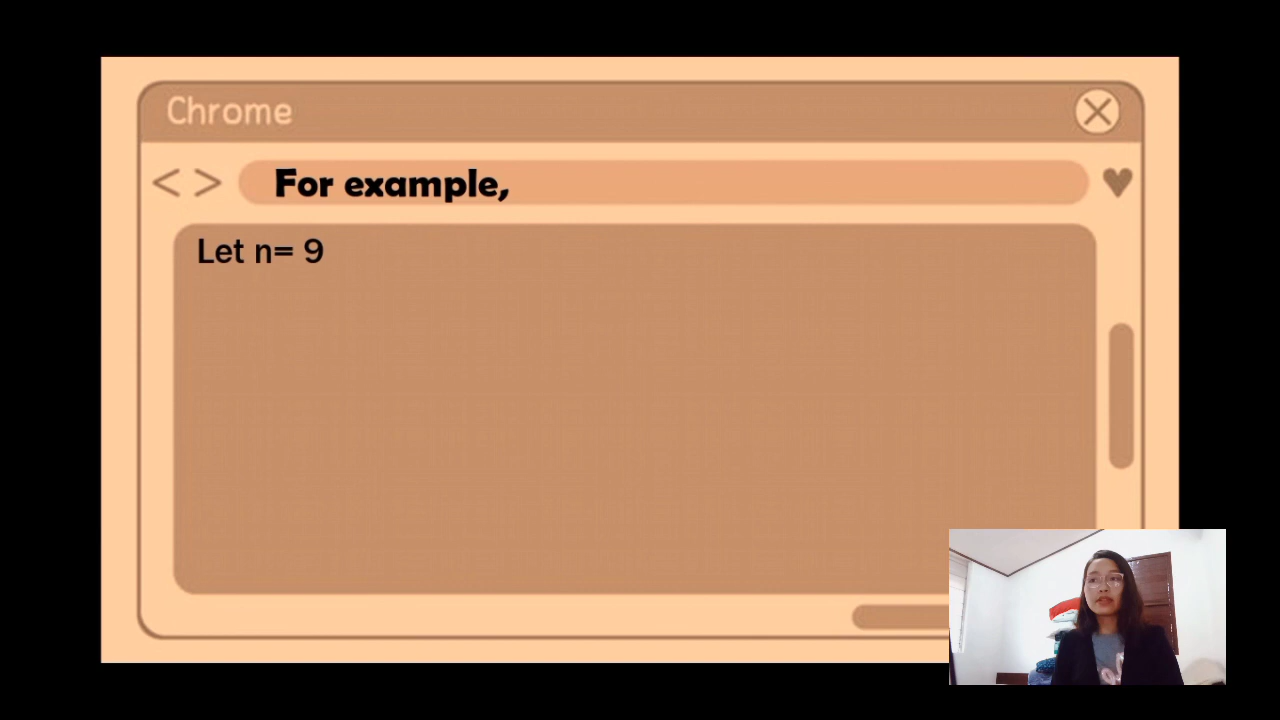 Chrome
< > For example,
Let n= 9